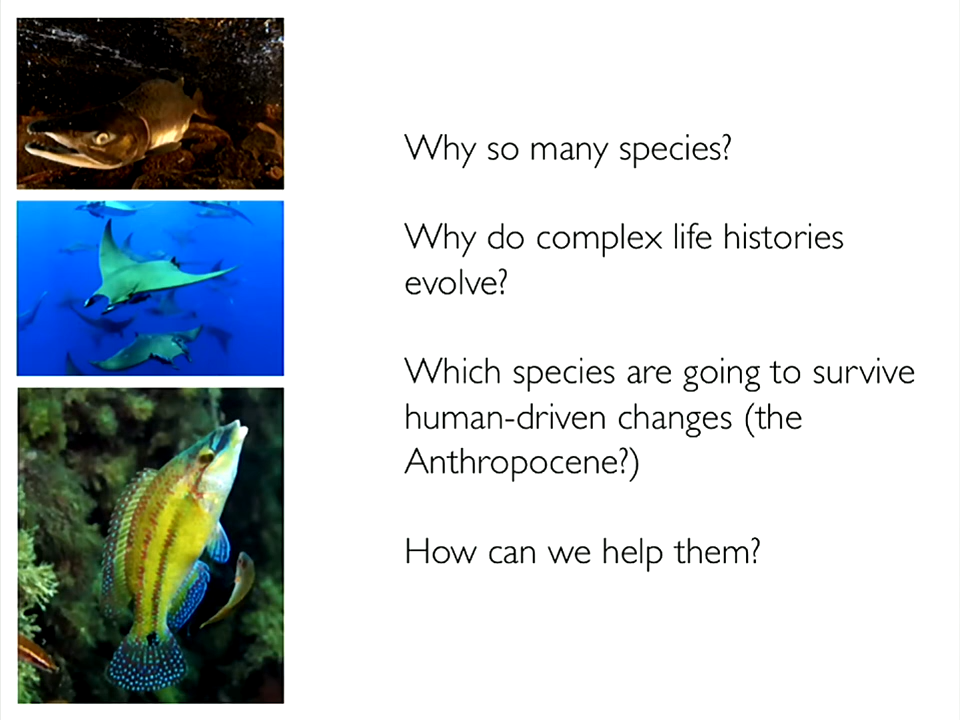 Why so many species?
Why do complex life histories
evolve?
Which species are going to survive
human-driven changes (the
Anthropocene?)
How can we help them?